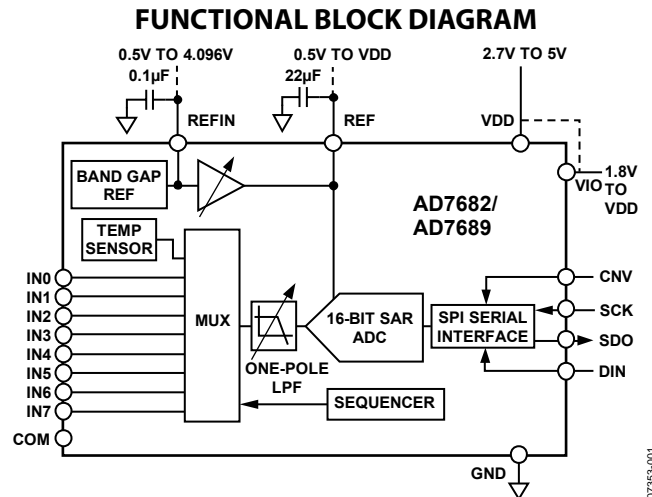 FUNCTIONAL BLOCK DIAGRAM
0.5V TO 4.096V
0.5V TO VDD
2.7V TO 5V
0.1µF
22µF
REFIN
REF
VDD
BAND GAP
REF
AD7682/
AD7689
VIO
1.8V
TO
VDD
TEMP
SENSOR
IN0
IN1
IN2
IN3
IN4
IN5
IN6
IN7
COM
MUX
ONE-POLE
LPF
16-BIT SAR
ADC
SPI SERIAL
INTERFACE
CNV
SCK
SDO
DIN
SEQUENCER
GND
07353-001